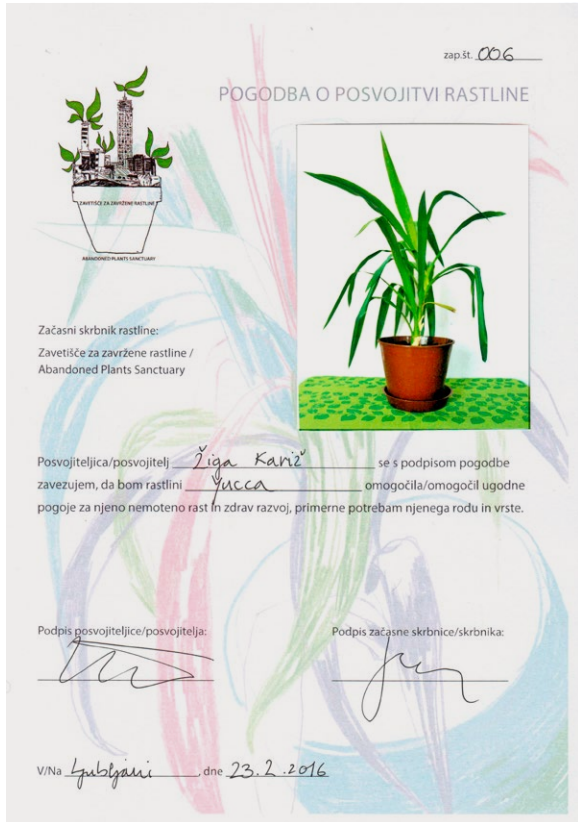 zap.št. 006
POGODBA O POSVOJITVI RASTLINE
ZAVETIŠČE ZA ZAVRŽENE RASTLINE
ABANDONED PLANTS SANCTUARY
Začasni skrbnik rastline:
Zavetišče za zavržene rastline /
Abandoned Plants Sanctuary
Posvojiteljica/posvojitelj Žiga Kariž se s podpisom pogodbe
zavezujem, da bom rastlini Yucca omogočila/omogočil ugodne
pogoje za njeno nemoteno rast in zdrav razvoj, primerne potrebam njenega rodu in vrste.
Podpis posvojiteljice/posvojitelja: Podpis začasne skrbnice/skrbnika:
V/Na Ljubljani, dne 23.2.2016